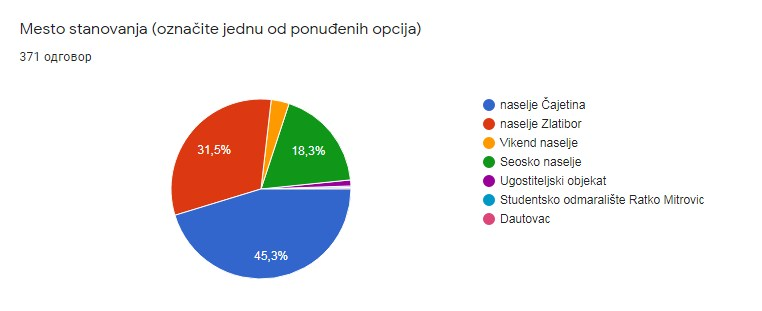 Mesto stanovanja (označite jednu od ponuđenih opcija)
371 одговор
naselje Čajetina
naselje Zlatibor
Vikend naselje
Seosko naselje
Ugostiteljski objekat
Studentsko odmaralište Ratko Mitrovic
Dautovac
31,5%
18,3%
45,3%